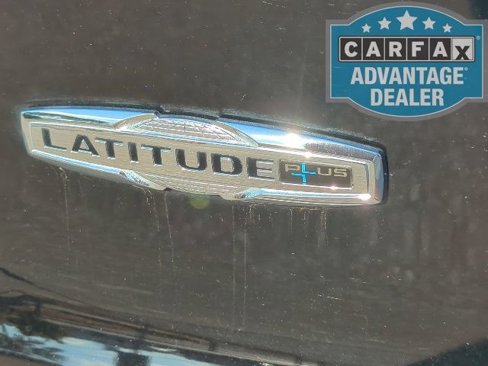 CARFAX
ADVANTAGE®
DEALER
LATITUDE PLUS